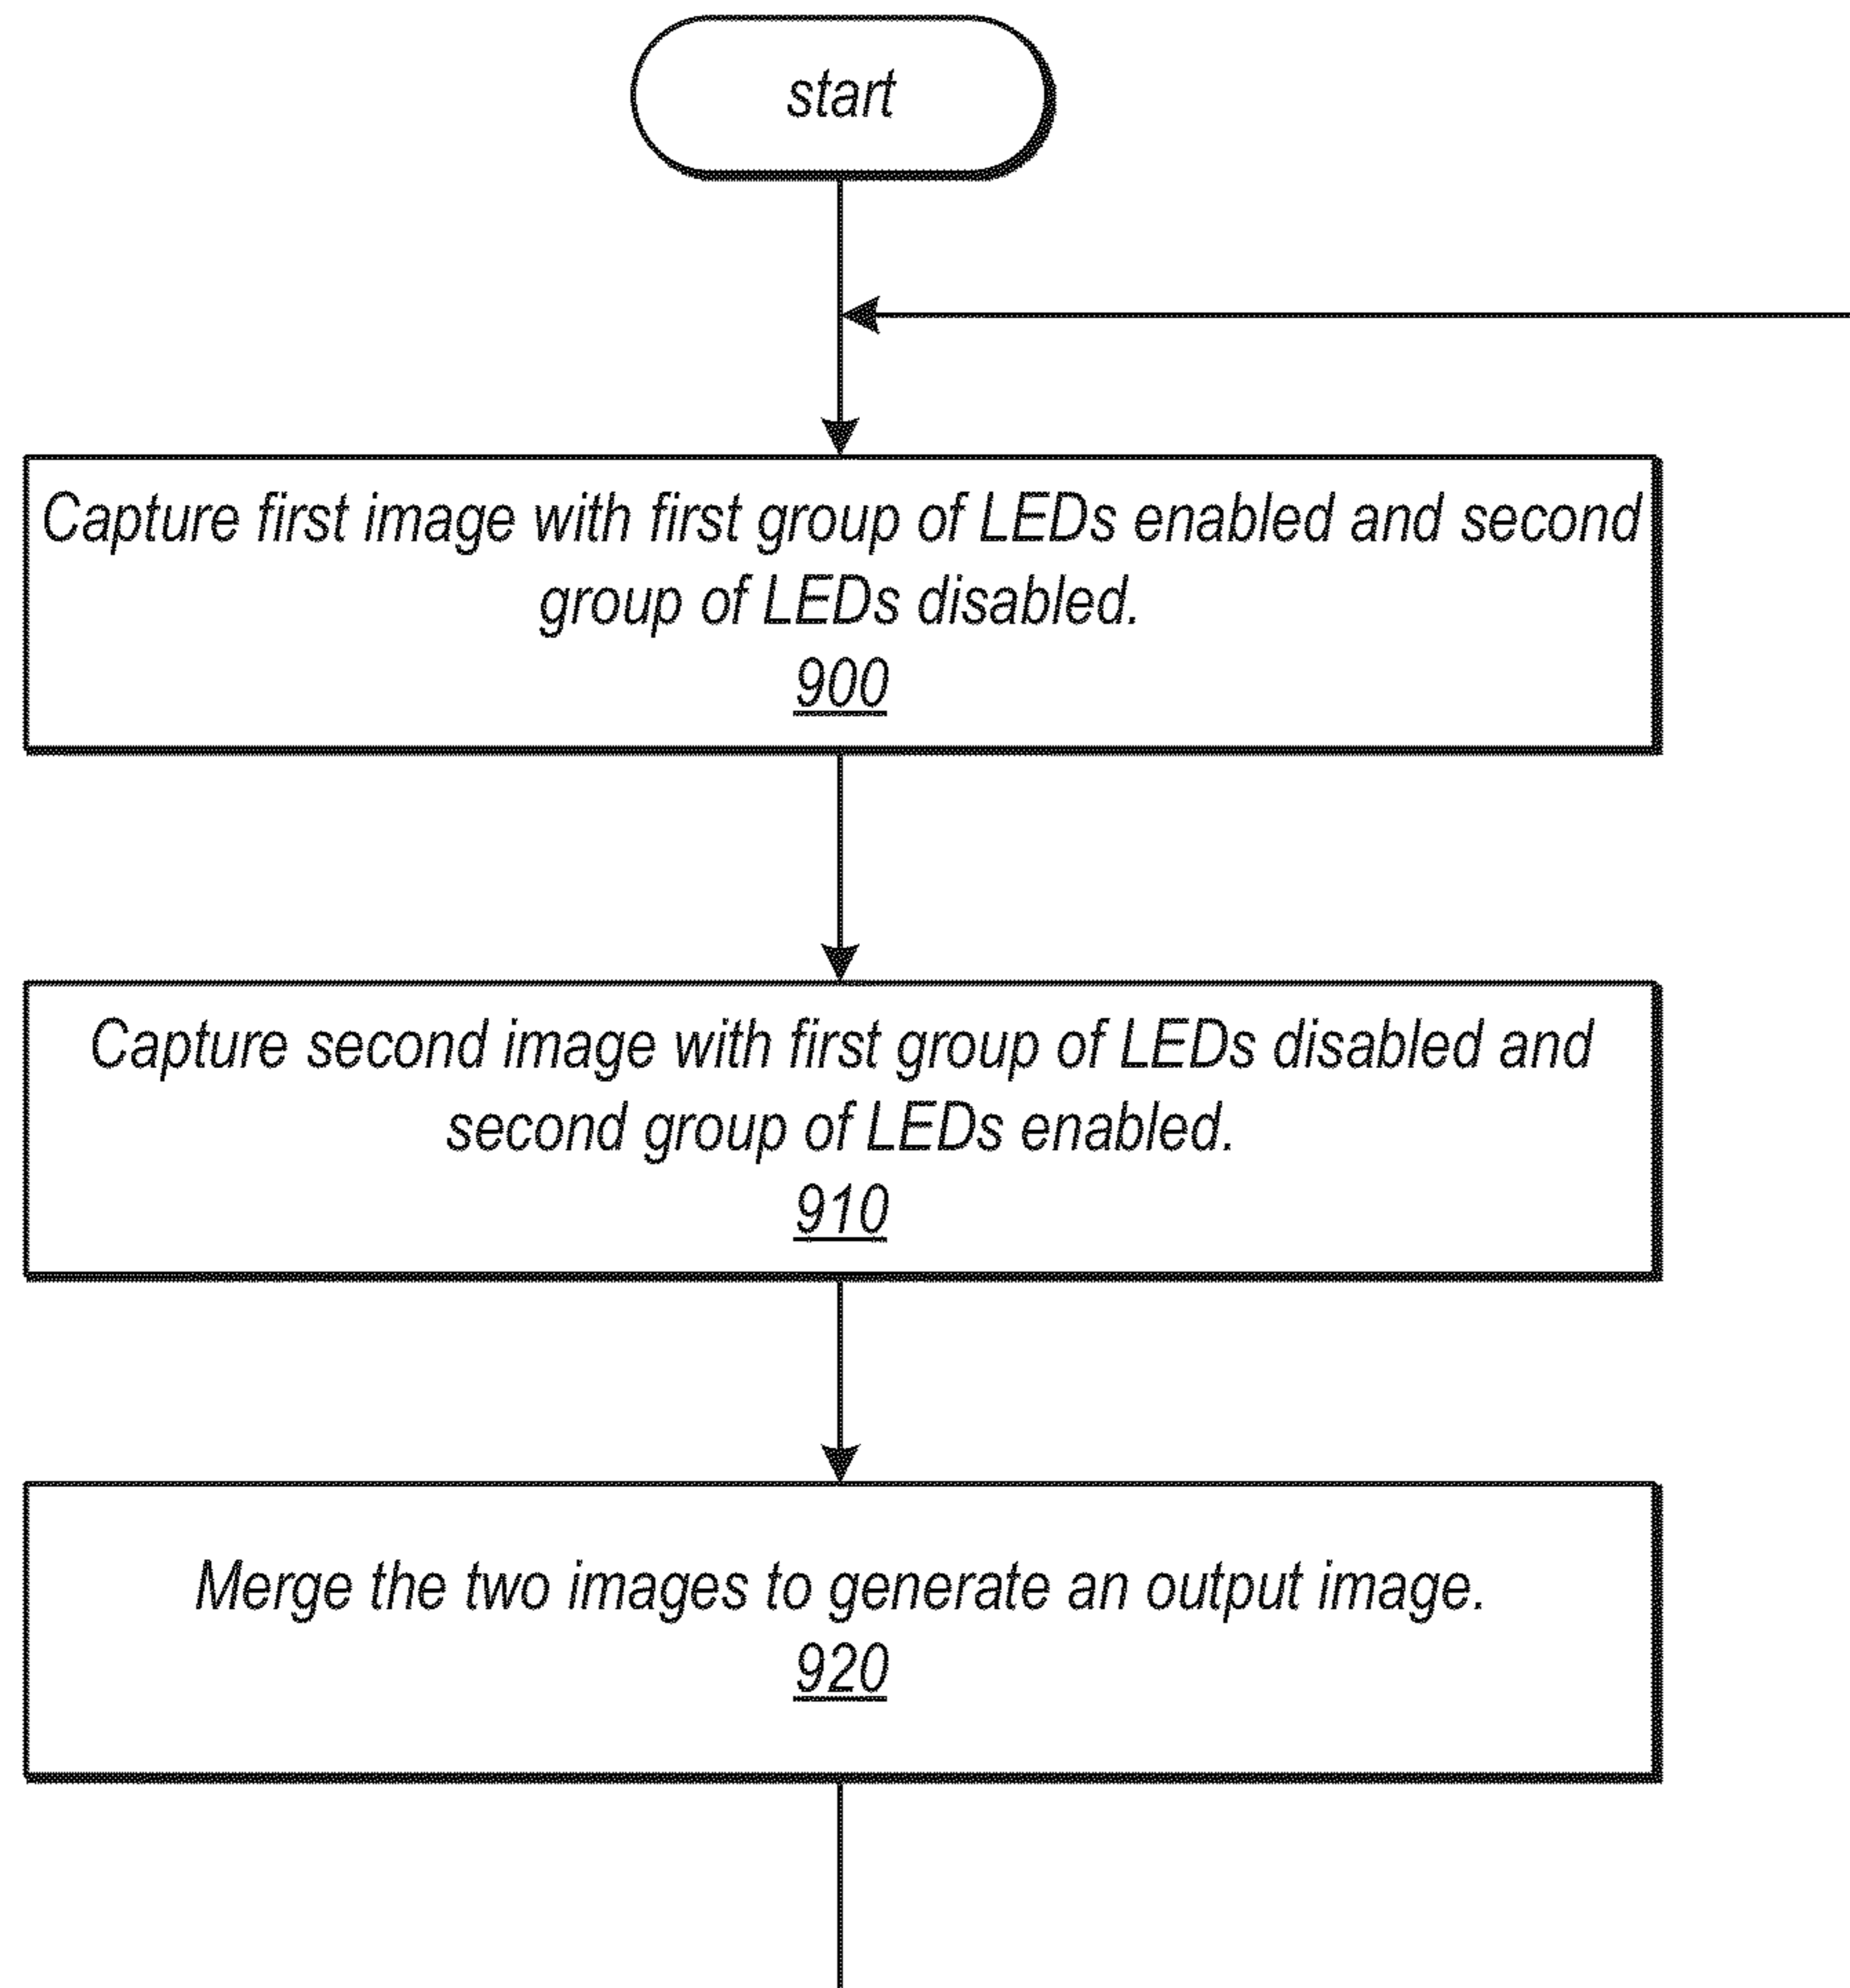 start
Capture first image with first group of LEDs enabled and second
group of LEDs disabled.
900
Capture second image with first group of LEDs disabled and
second group of LEDs enabled.
910
Merge the two images to generate an output image.
920